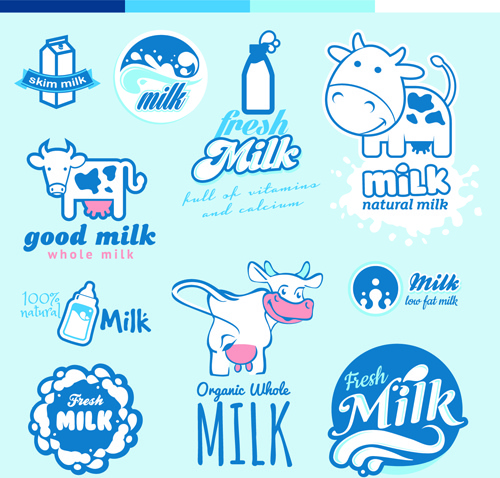 skim milk
milk
fresh
Milk
full of vitamins
and calcium
MiLK
natural milk
good milk
whole milk
100%
natural
Milk
Organic Whole
MILK
Milk
low fat milk
Fresh
MILK
Fresh
Milk